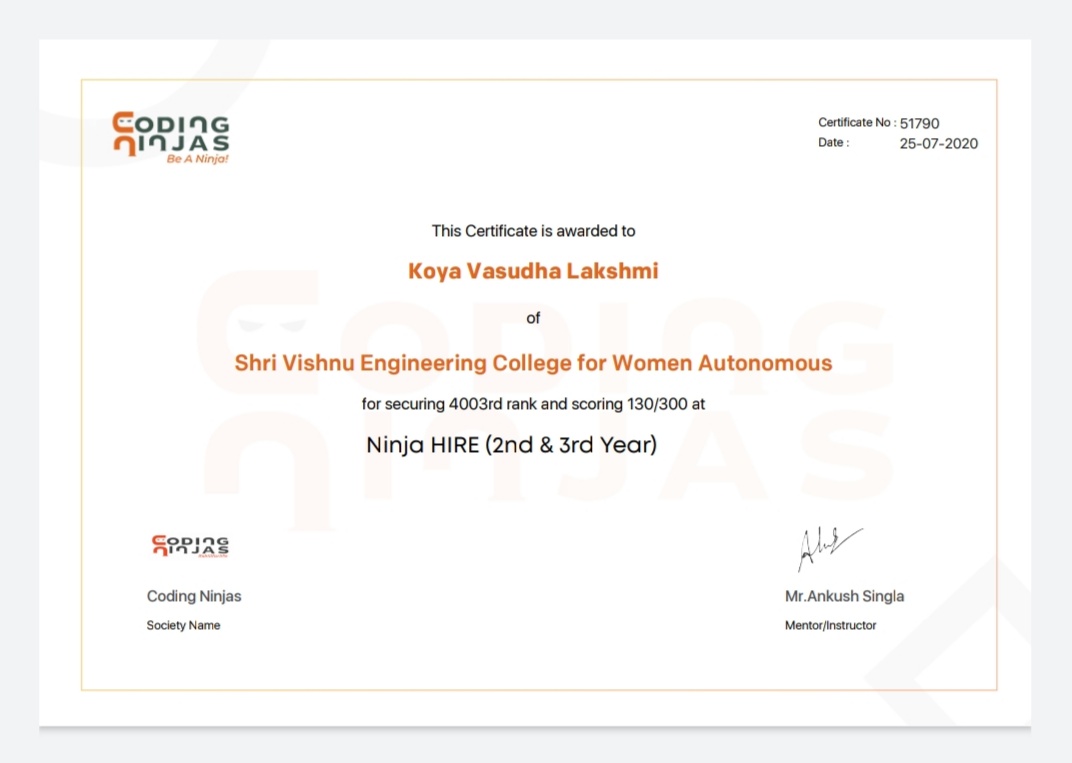 CODING
NINJAS
Be A Ninja!
Certificate No : 51790
Date : 25-07-2020
This Certificate is awarded to
Koya Vasudha Lakshmi
of
Shri Vishnu Engineering College for Women Autonomous
for securing 4003rd rank and scoring 130/300 at
Ninja HIRE (2nd & 3rd Year)
CODING
NINJAS
CODING
NINJAS
Coding Ninjas
Society Name
Mr.Ankush Singla
Mentor/Instructor